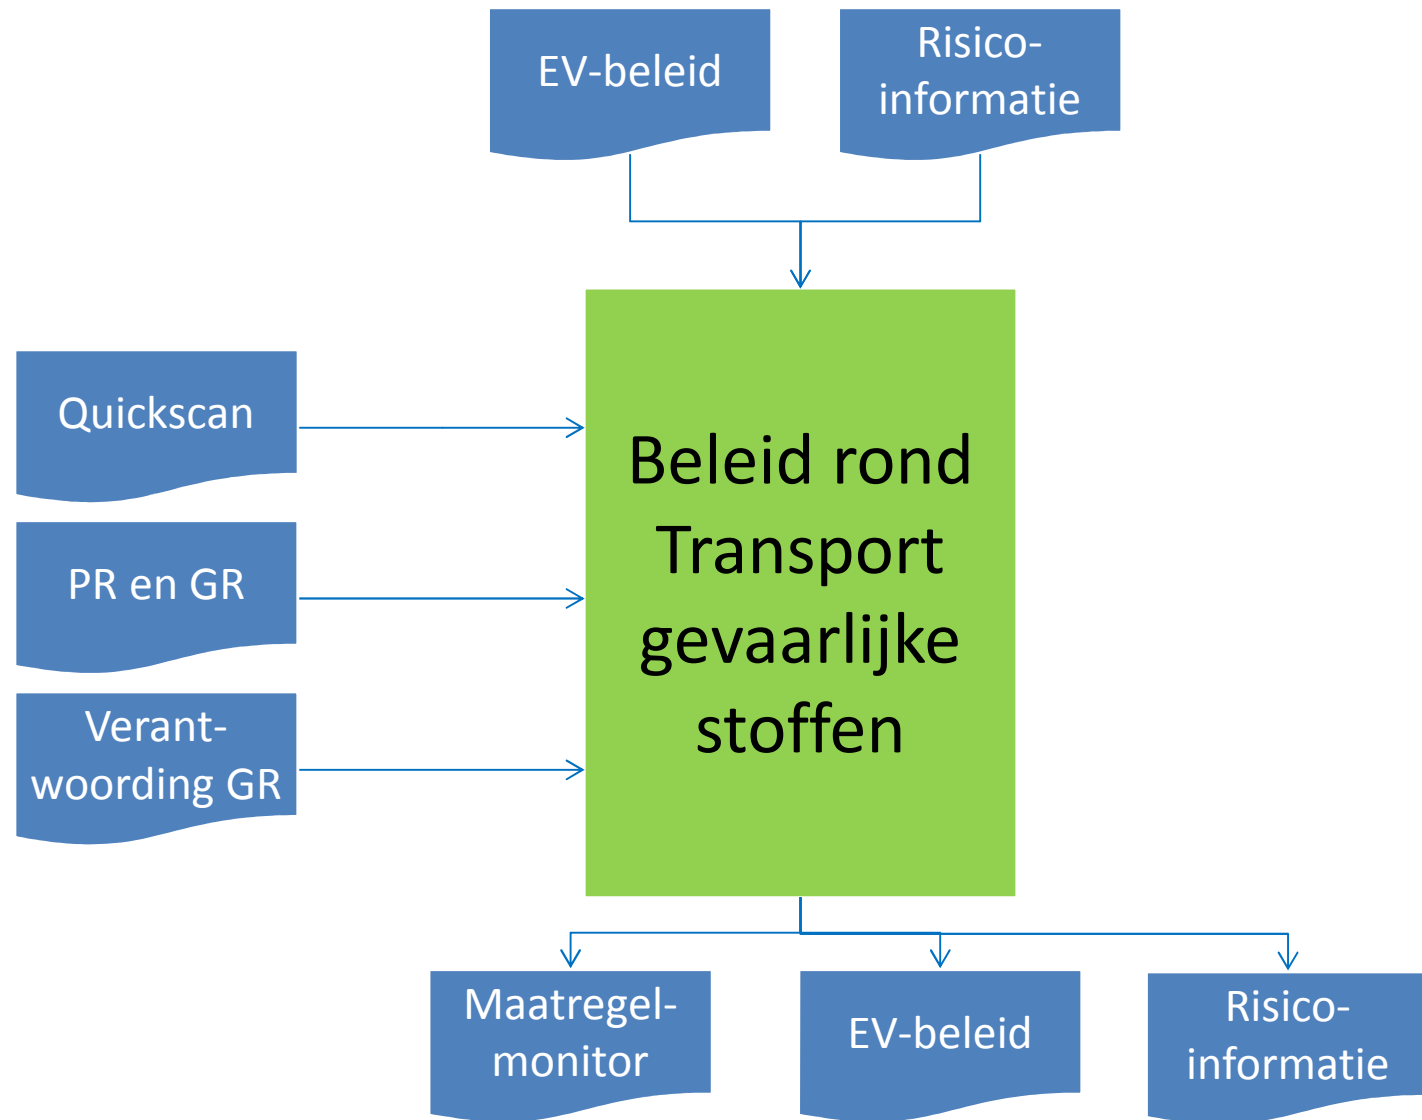 EV-beleid
Risico-
informatie
Quickscan
PR en GR
Verant-
woording GR
Beleid rond
Transport
gevaarlijke
stoffen
Maatregel-
monitor
EV-beleid
Risico-
informatie